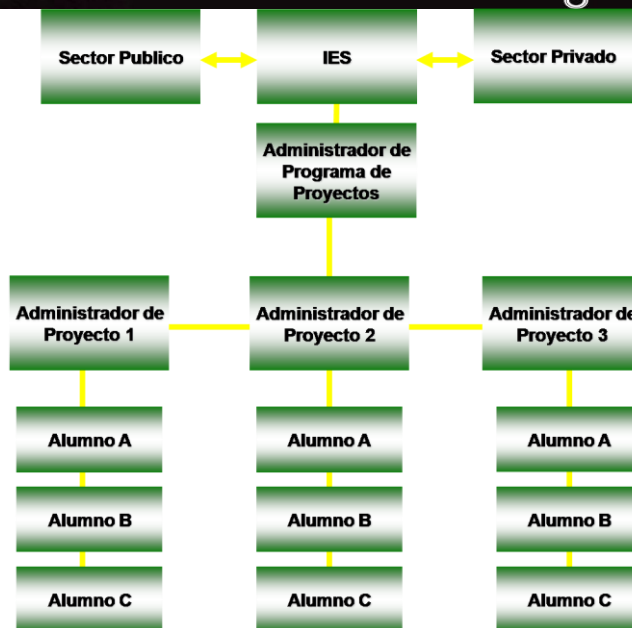 Sector Publico
IES
Sector Privado
Administrador de
Programa de
Proyectos
Administrador de
Proyecto 1
Administrador de
Proyecto 2
Administrador de
Proyecto 3
Alumno A
Alumno A
Alumno A
Alumno B
Alumno B
Alumno B
Alumno C
Alumno C
Alumno C